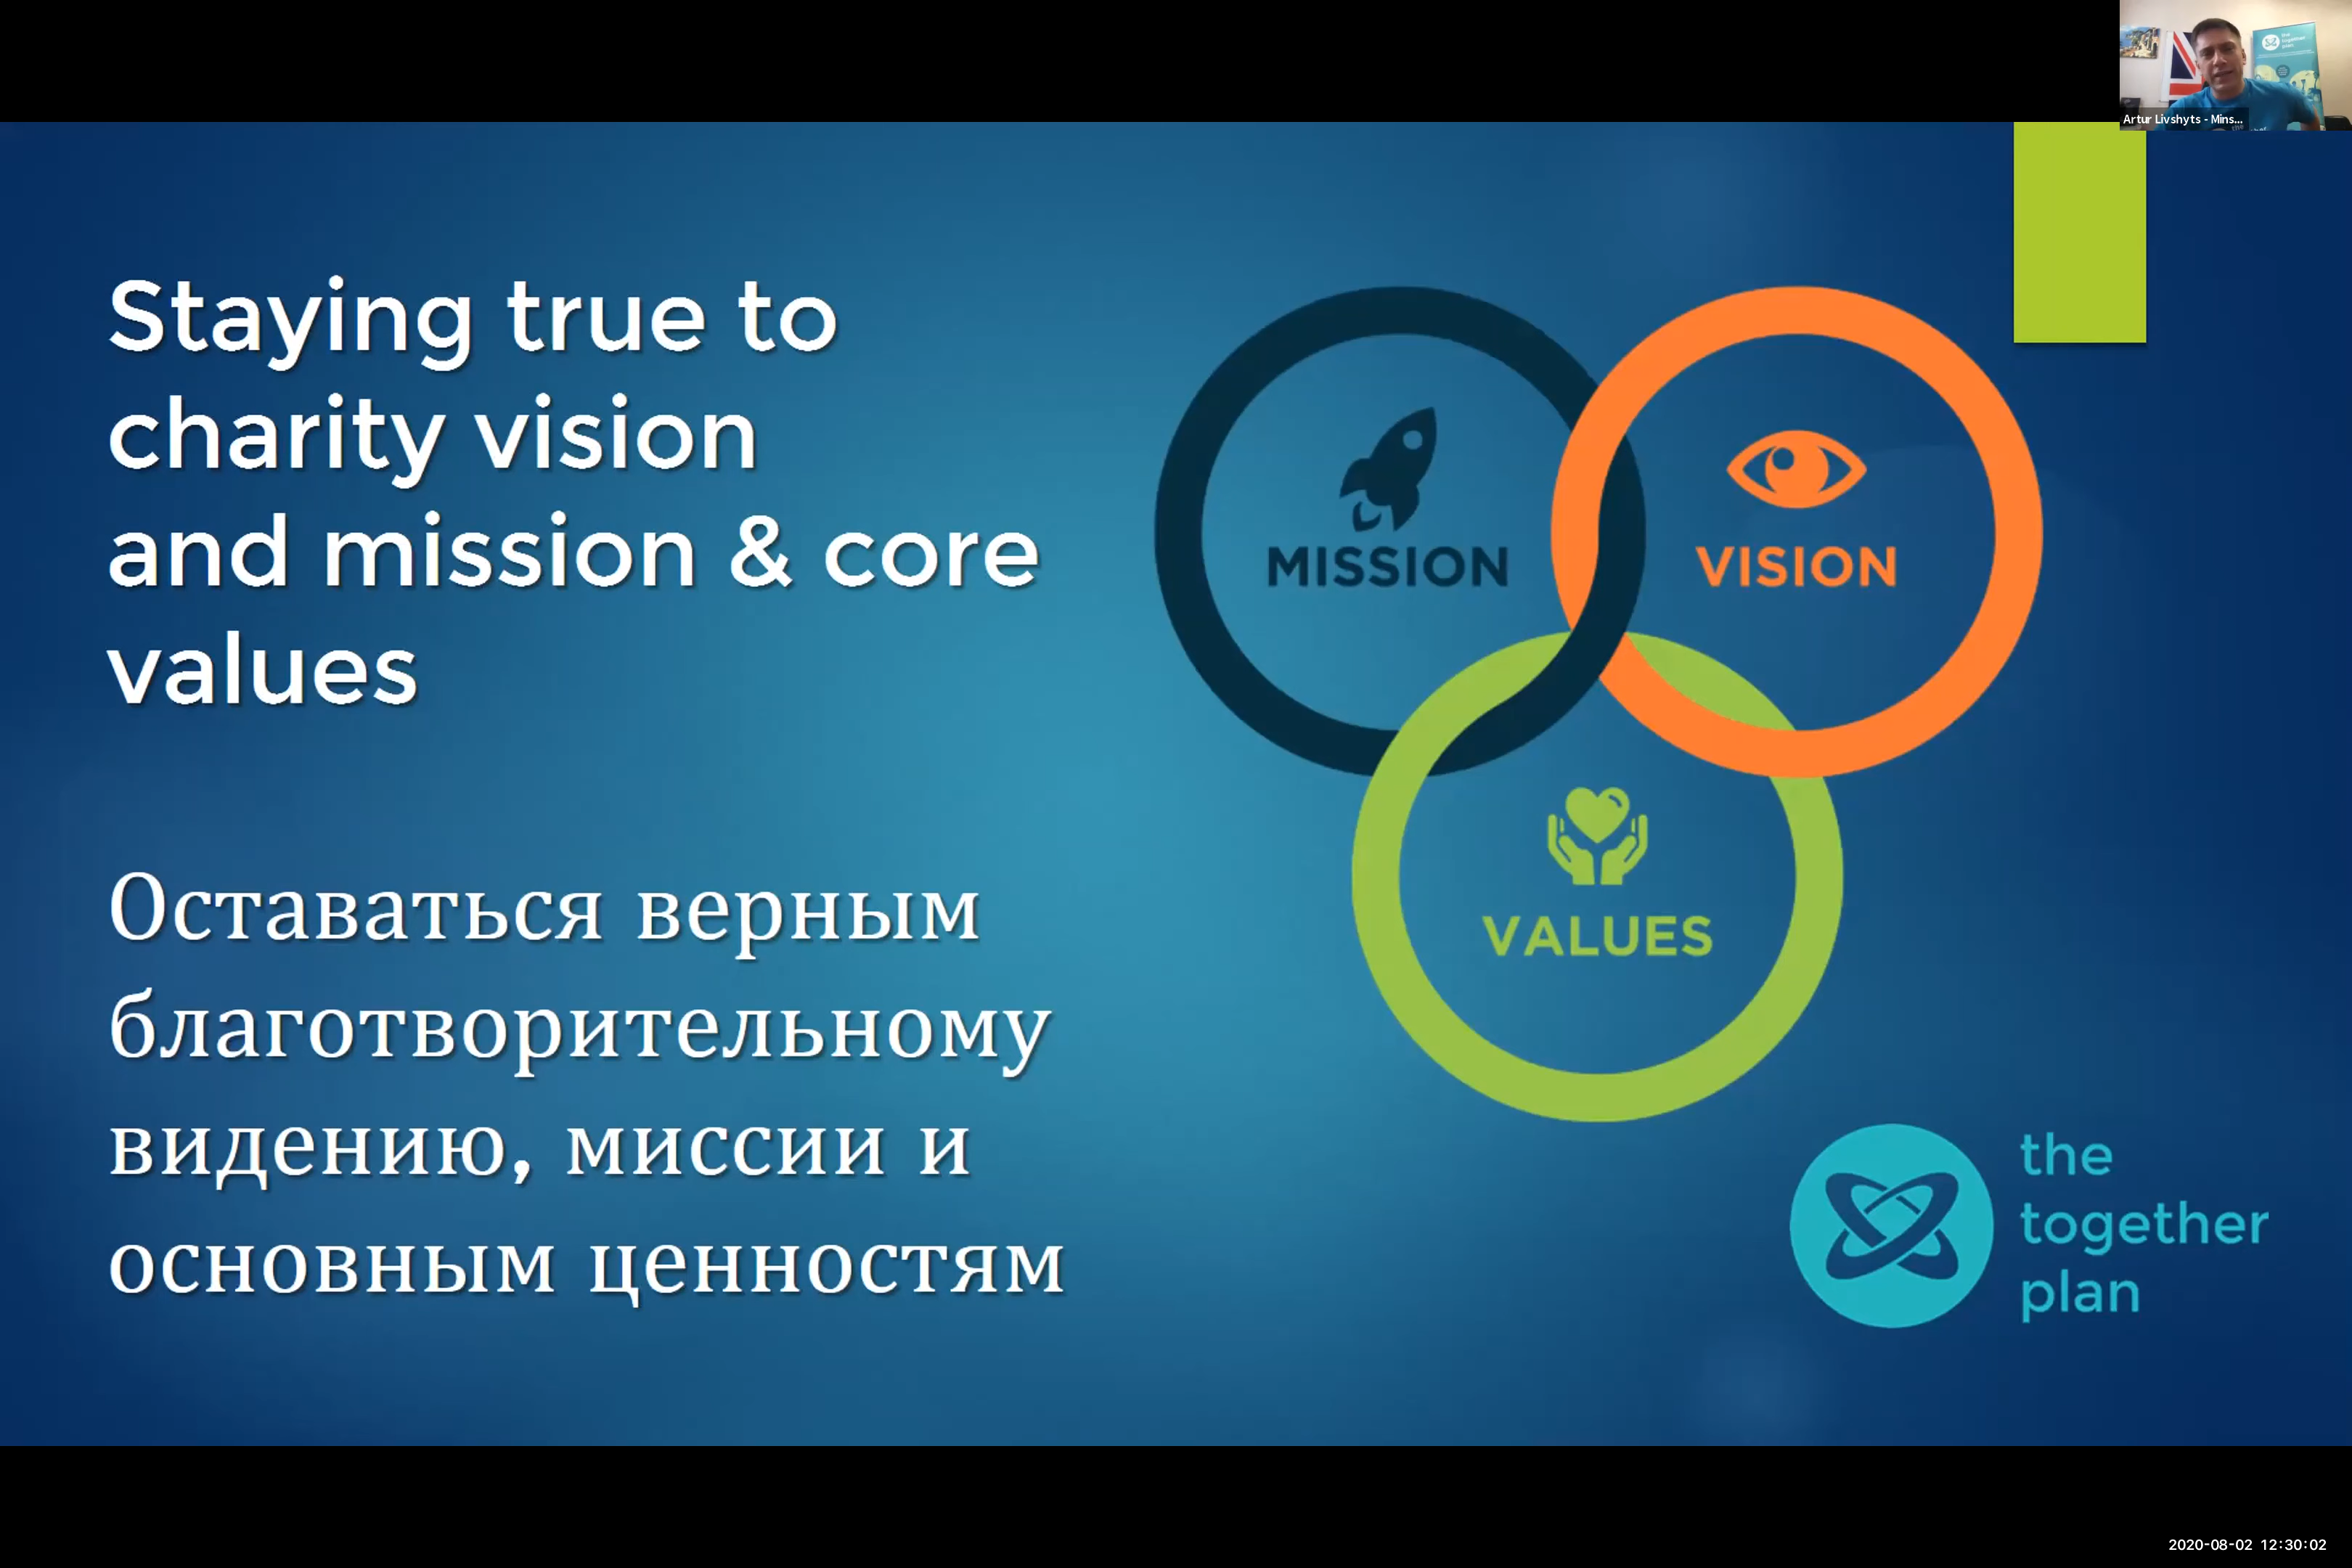 Artur Livshyts - Mins...
Staying true to
charity vision
and mission & core
values
Оставаться верным
благотворительному
видению, миссии и
основным ценностям
MISSION
VISION
VALUES
the
together
plan
2020-08-02 12:30:02